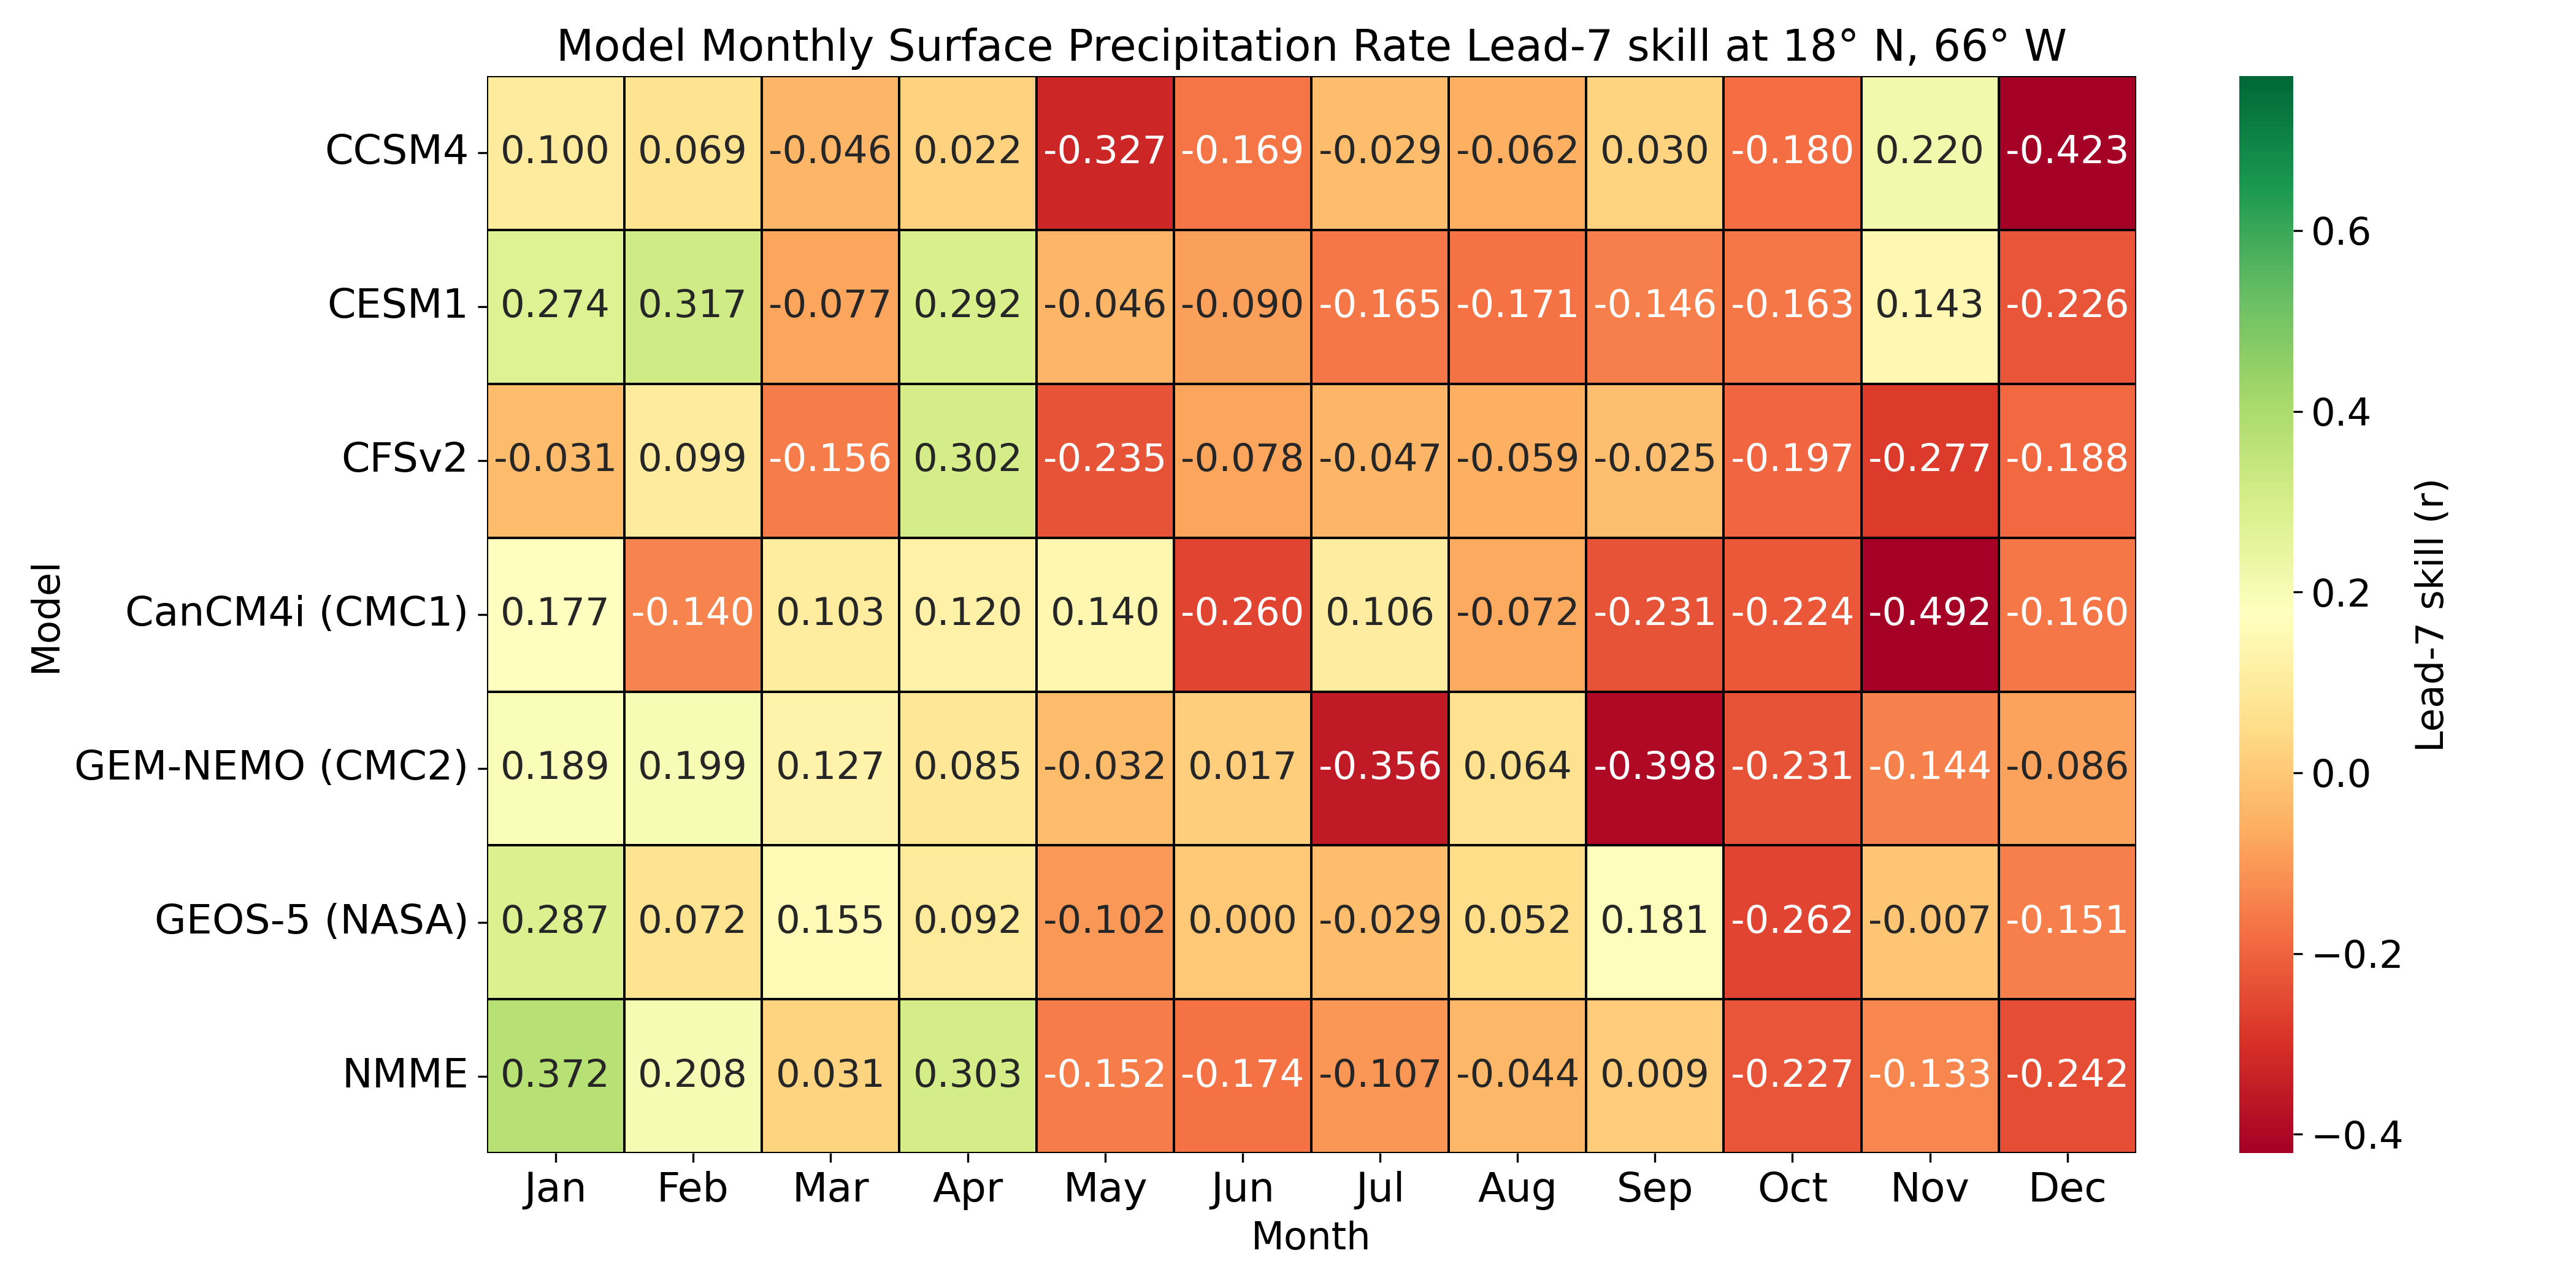 Model Monthly Surface Precipitation Rate Lead-7 skill at 18° N, 66° W
Model
CCSM4 0.100 0.069 -0.046 0.022 -0.327 -0.169 -0.029 -0.062 0.030 -0.180 0.220 -0.423
CESM1 0.274 0.317 -0.077 0.292 -0.046 -0.090 -0.165 -0.171 -0.146 -0.163 0.143 -0.226
CFSv2 -0.031 0.099 -0.156 0.302 -0.235 -0.078 -0.047 -0.059 -0.025 -0.197 -0.277 -0.188
CanCM4i (CMC1) 0.177 -0.140 0.103 0.120 0.140 -0.260 0.106 -0.072 -0.231 -0.224 -0.492 -0.160
GEM-NEMO (CMC2) 0.189 0.199 0.127 0.085 -0.032 0.017 -0.356 0.064 -0.398 -0.231 -0.144 -0.086
GEOS-5 (NASA) 0.287 0.072 0.155 0.092 -0.102 0.000 -0.029 0.052 0.181 -0.262 -0.007 -0.151
NMME 0.372 0.208 0.031 0.303 -0.152 -0.174 -0.107 -0.044 0.009 -0.227 -0.133 -0.242
Jan Feb Mar Apr May Jun Jul Aug Sep Oct Nov Dec
Month
0.6
0.4
0.2
0.0
−0.2
−0.4
Lead-7 skill (r)